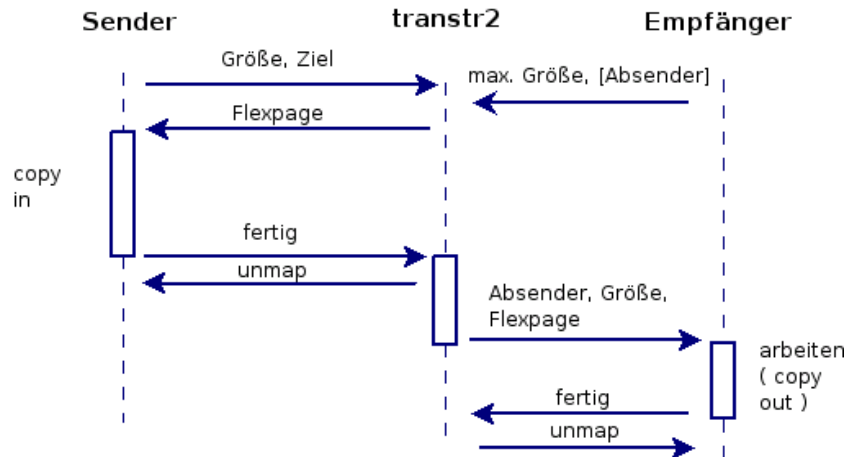 Sender
transtr2
Empfänger
Größe, Ziel
max. Größe, [Absender]
Flexpage
copy
in
fertig
unmap
Absender, Größe,
Flexpage
arbeiten
( copy
out )
fertig
unmap